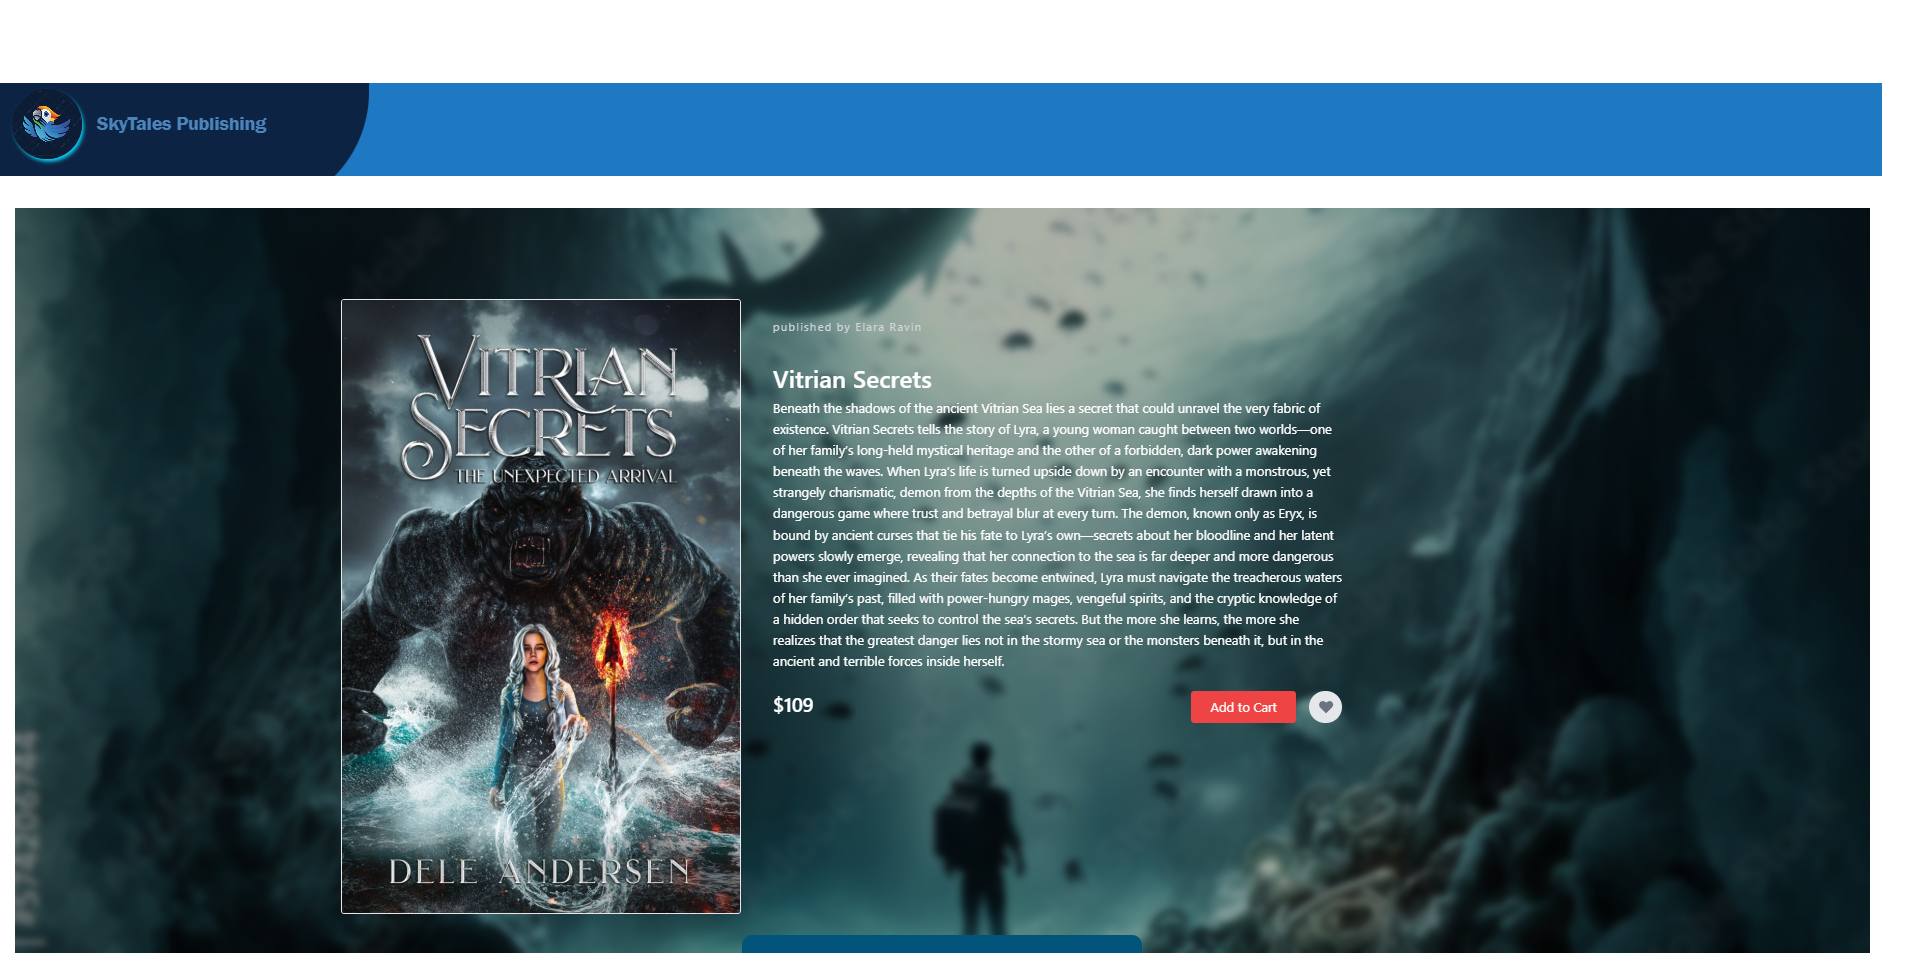 SkyTales Publishing
VITRIAN
SECRETS
THE UNEXPECTED ARRIVAL
DELE ANDERSEN
published by Elara Ravin
Vitrian Secrets
Beneath the shadows of the ancient Vitrian Sea lies a secret that could unravel the very fabric of
existence. Vitrian Secrets tells the story of Lyra, a young woman caught between two worlds—one
of her family's long-held mystical heritage and the other of a forbidden, dark power awakening
beneath the waves. When Lyra's life is turned upside down by an encounter with a monstrous, yet
strangely charismatic, demon from the depths of the Vitrian Sea, she finds herself drawn into a
dangerous game where trust and betrayal blur at every turn. The demon, known only as Eryx, is
bound by ancient curses that tie his fate to Lyra's own—secrets about her bloodline and her latent
powers slowly emerge, revealing that her connection to the sea is far deeper and more dangerous
than she ever imagined. As their fates become entwined, Lyra must navigate the treacherous waters
of her family's past, filled with power-hungry mages, vengeful spirits, and the cryptic knowledge of
a hidden order that seeks to control the sea's secrets. But the more she learns, the more she
realizes that the greatest danger lies not in the stormy sea or the monsters beneath it, but in the
ancient and terrible forces inside herself.
$109
Add to Cart
#574206744